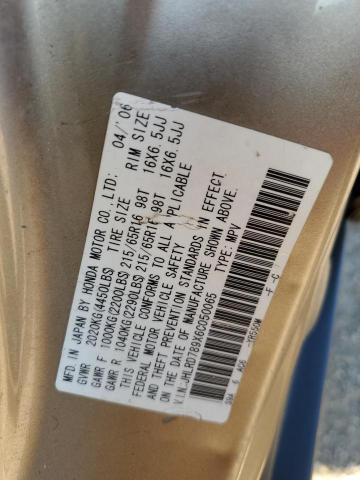 MFD. IN JAPAN BY HONDA MOTOR CO., LTD. 04/06
GVWR 2020KG(4450LBS) TIRE SIZE RIM SIZE
GAWR F 1000KG(2200LBS) 215/65R16 98T 16X6.5JJ
GAWR R 1040KG(2290LBS) 215/65R16 98T 16X6.5JJ
THIS VEHICLE CONFORMS TO ALL APPLICABLE
FEDERAL MOTOR VEHICLE SAFETY
AND THEFT PREVENTION STANDARDS IN EFFECT
ON THE DATE OF MANUFACTURE SHOWN ABOVE.
V.I.N.:JHLRD789X6C050065 TYPE: MPV
YR550M -F -C